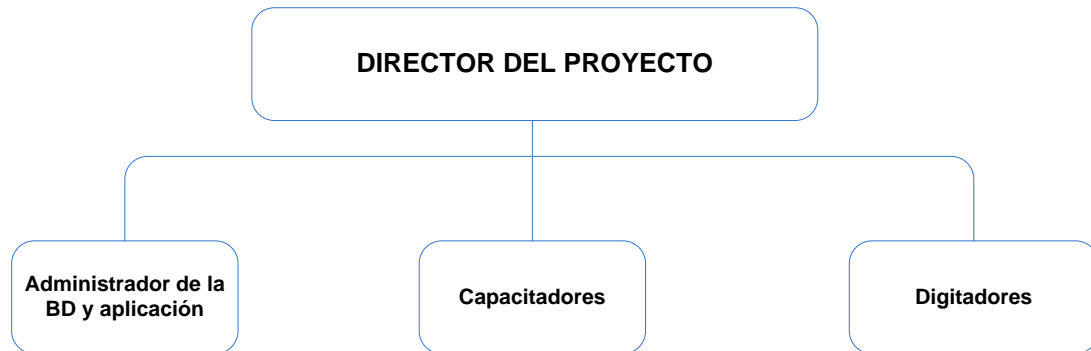 DIRECTOR DEL PROYECTO
Administrador de la
BD y aplicación
Capacitadores
Digitadores